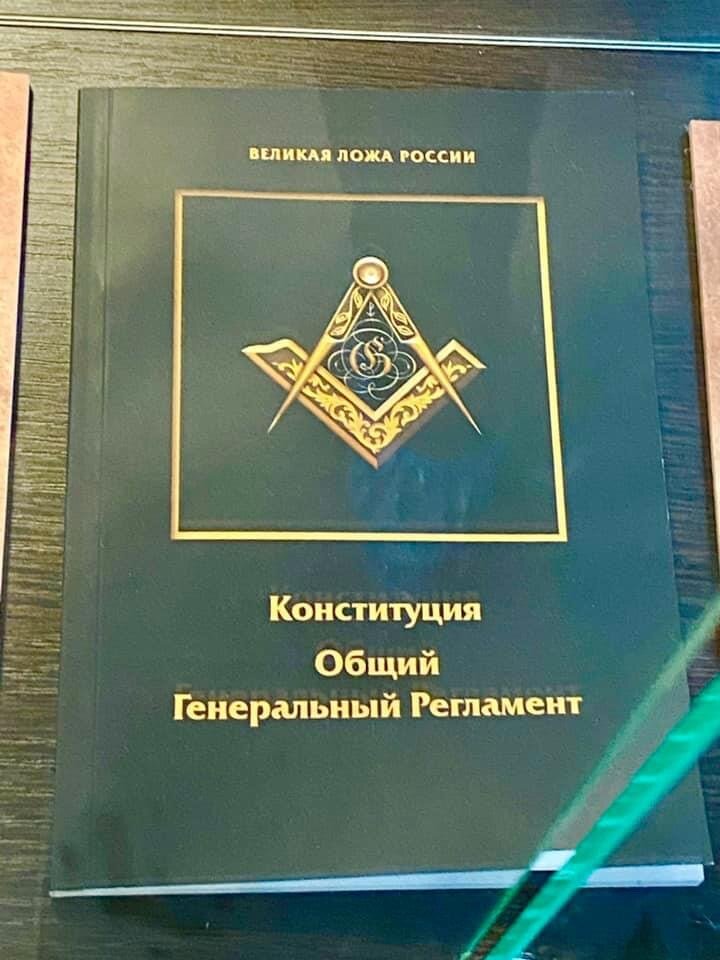 ВЕЛИКАЯ ЛОЖА РОССИИ
G
Конституция
Общий
Генеральный Регламент